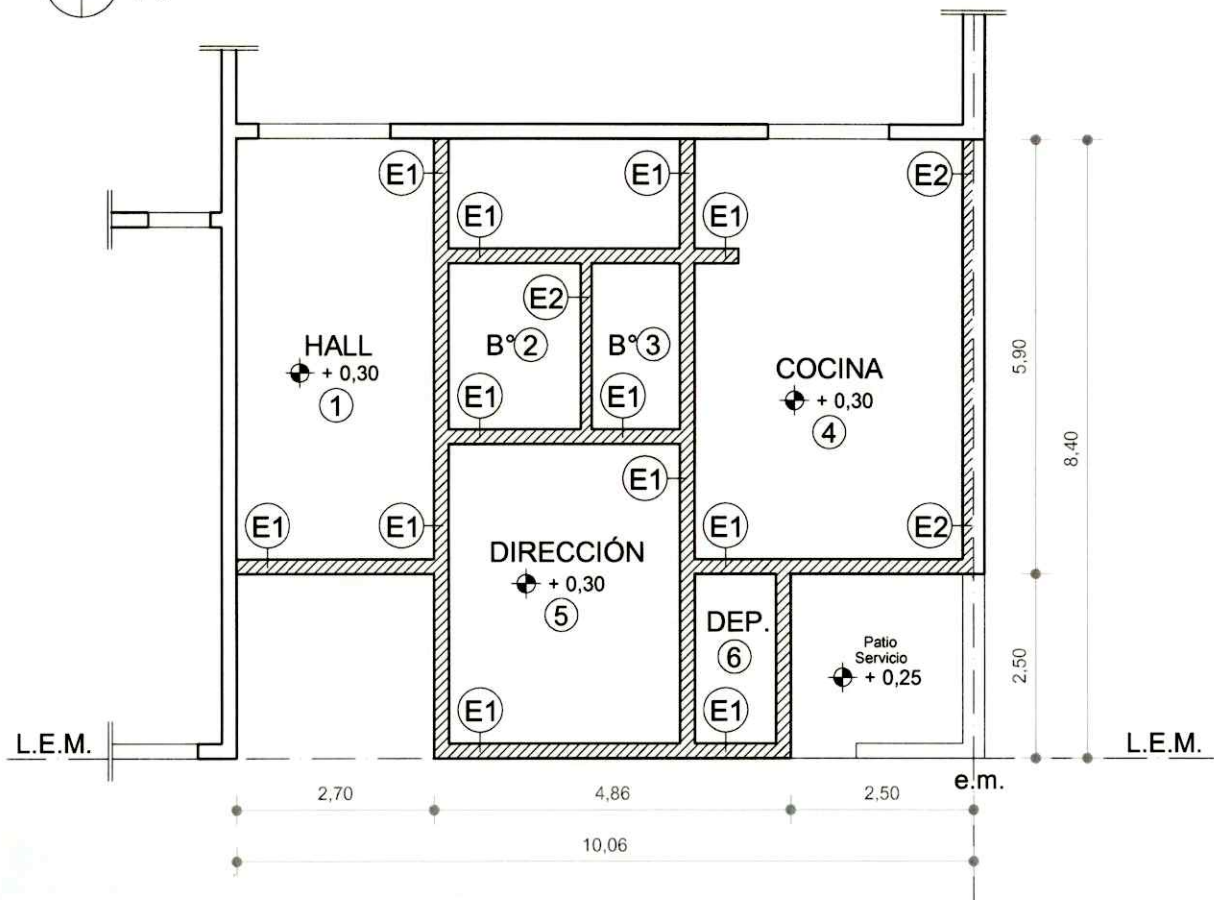 E1
E1
E2
E1
E1
E2
B° 2
B° 3
HALL
+ 0,30
1
COCINA
+ 0,30
4
E1
E1
E1
E1
E1
E1
E2
DIRECCIÓN
+ 0,30
5
DEP.
6
Patio
Servicio
+ 0,25
E1
E1
5,90
8,40
2,50
L.E.M.
L.E.M.
e.m.
2,70
4,86
2,50
10,06